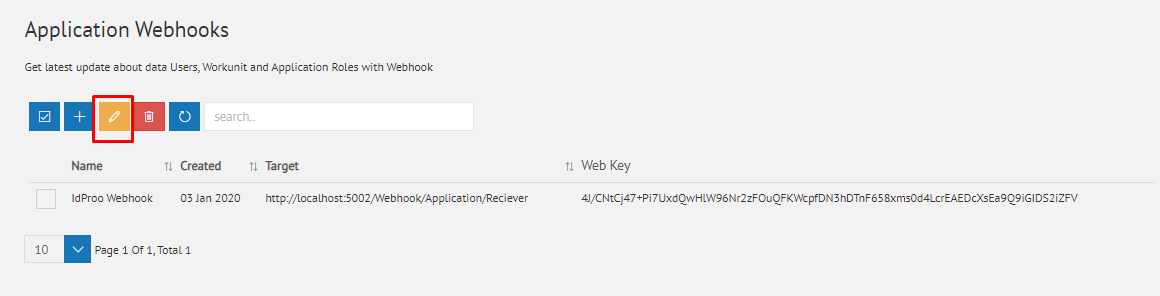 Application Webhooks
Get latest update about data Users, Workunit and Application Roles with Webhook
search..
Name Created Target Web Key
IdProo Webhook 03 Jan 2020 http://localhost:5002/Webhook/Application/Reciever 4J/CNtCj47+Pi7UxdQwHlW96Nr2zFOuQFKWcpfDN3hDTnF658xms0d4LcrEAEDcXsEa9Q9iGIDS2iZFV
10 Page 1 Of 1, Total 1